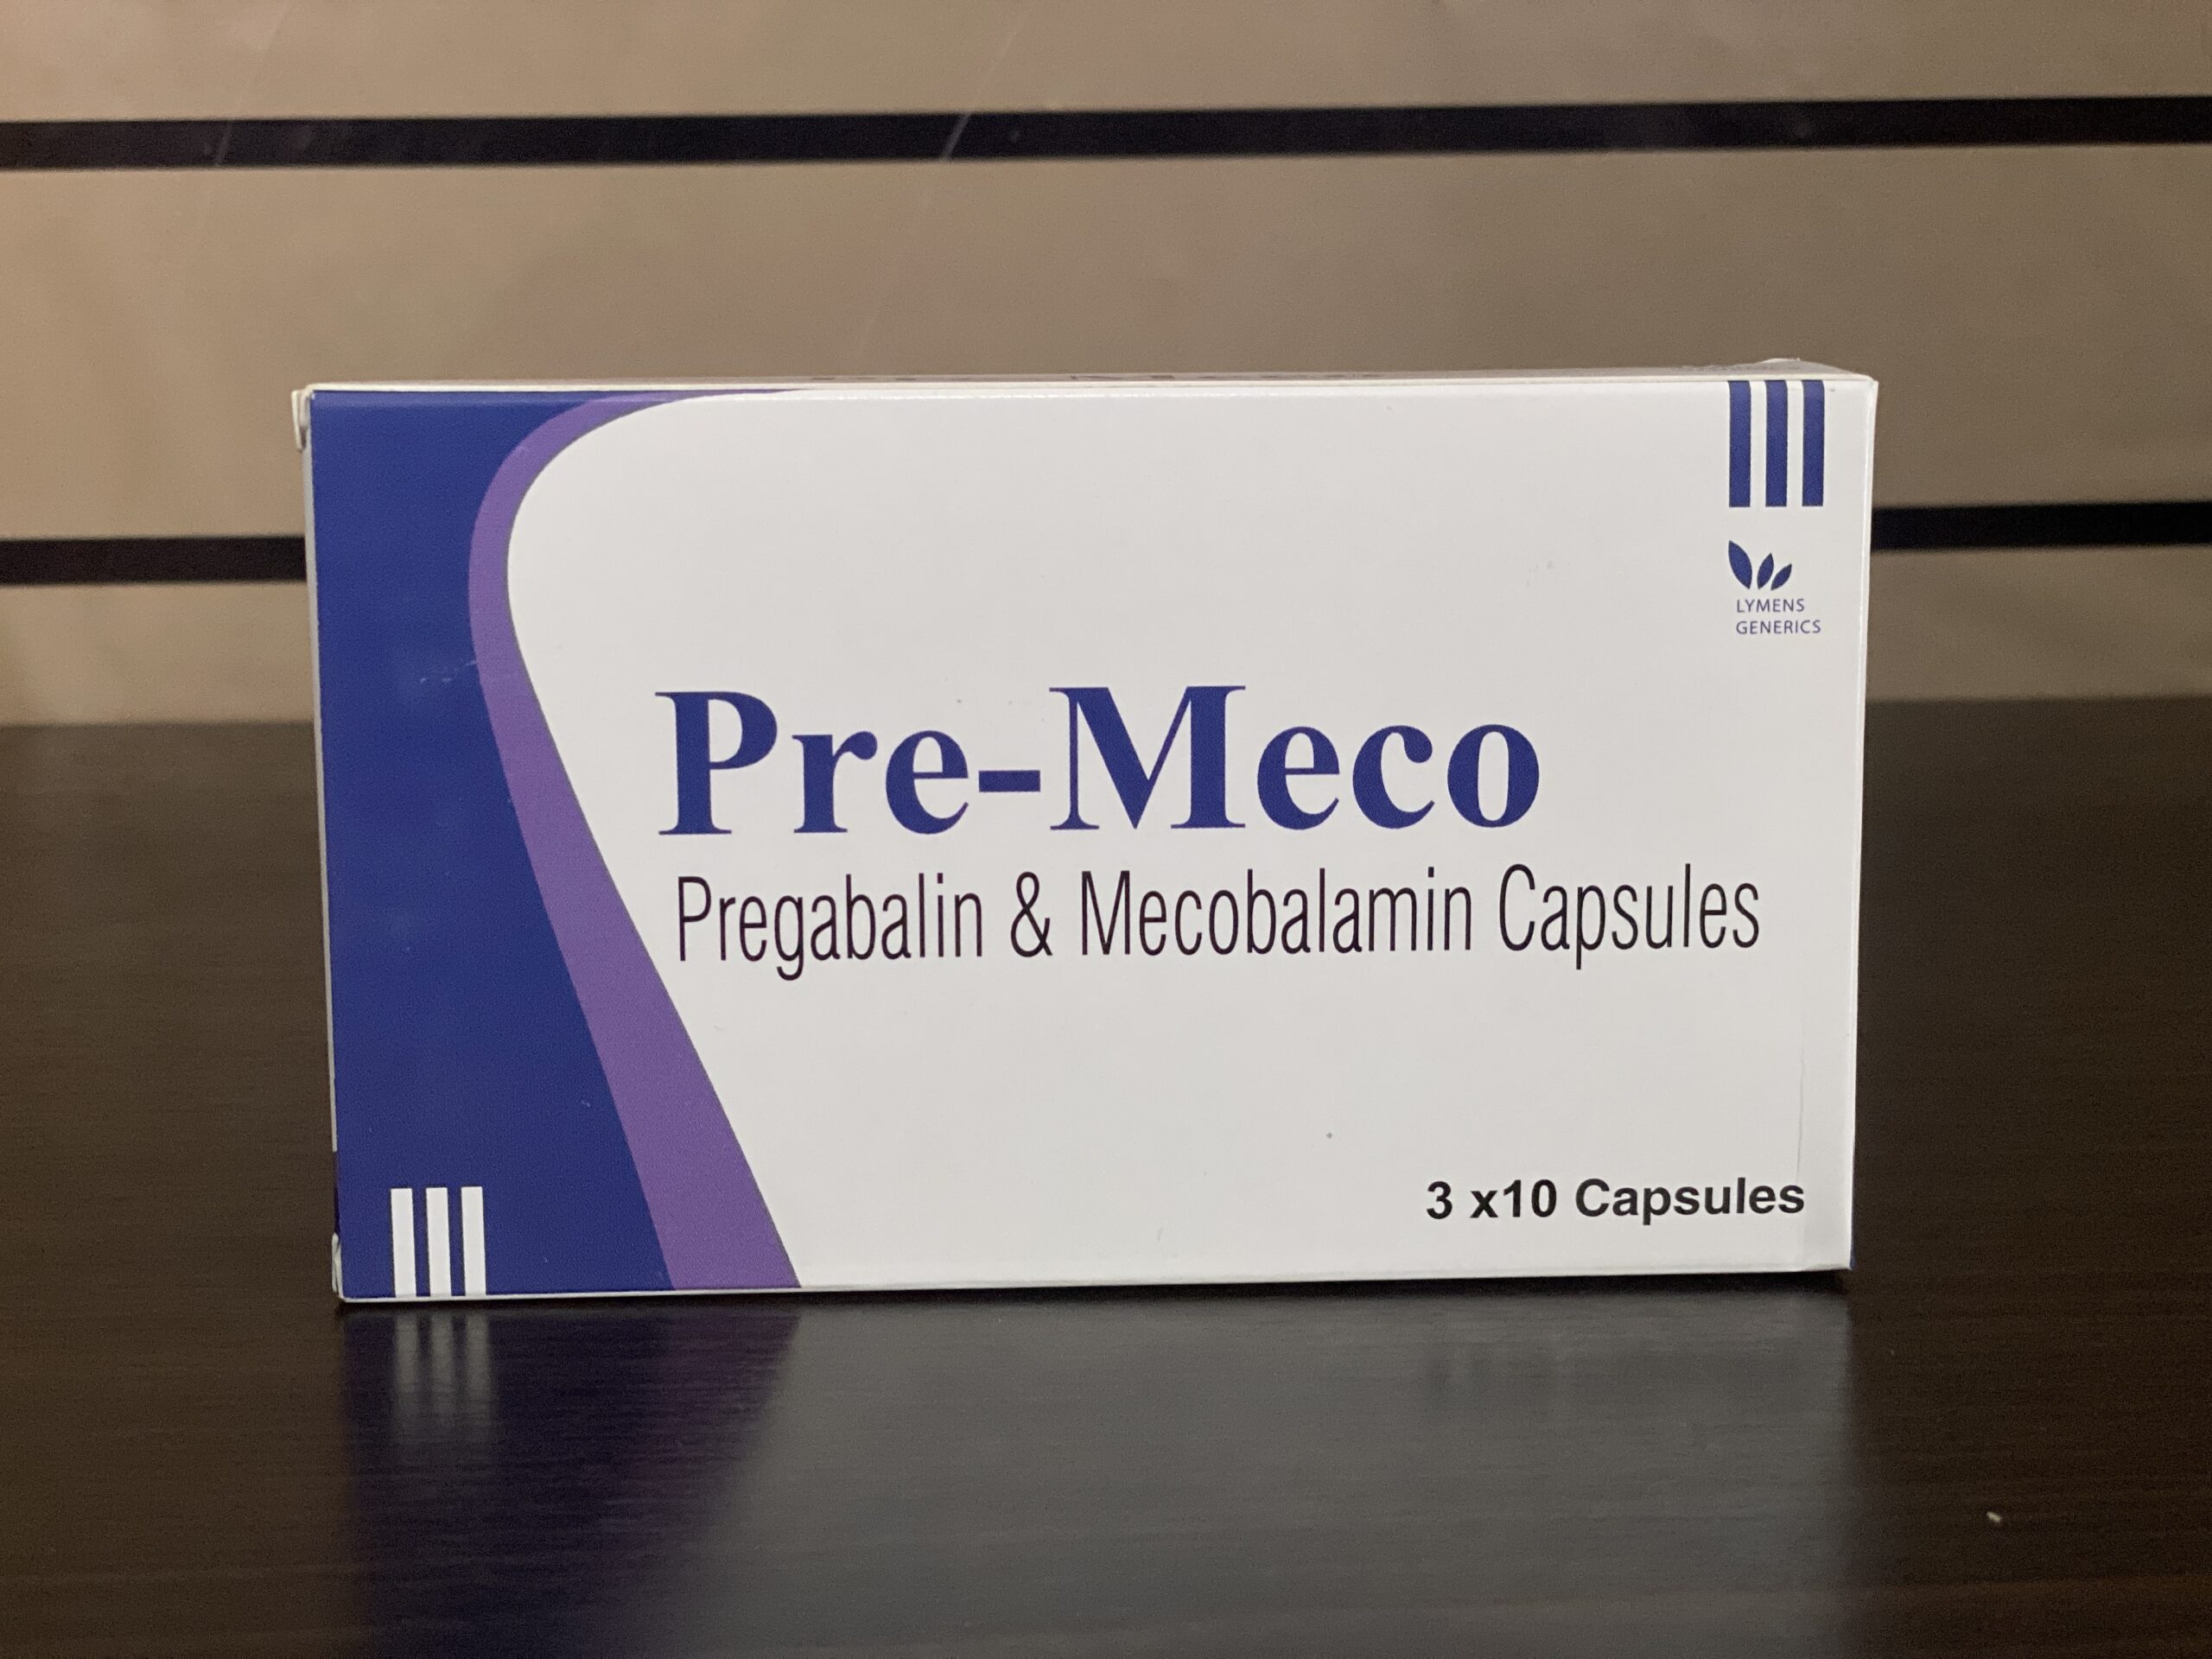 LYMENS
GENERICS
Pre-Meco
Pregabalin & Mecobalamin Capsules
3 x10 Capsules